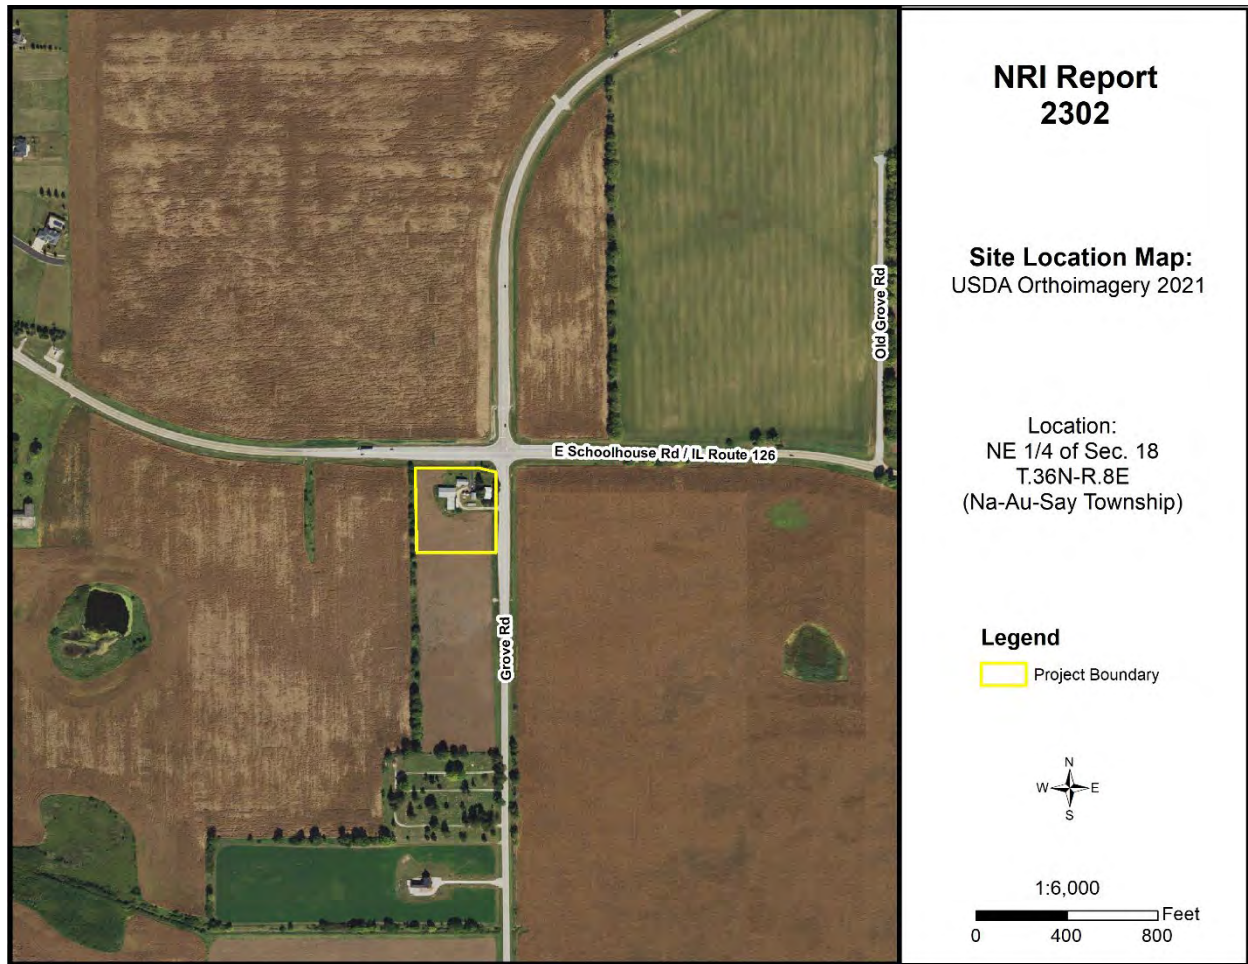 NRI Report
2302
Site Location Map:
USDA Orthoimagery 2021
Old Grove Rd
E Schoolhouse Rd / IL Route 126
Location:
NE 1/4 of Sec. 18
T.36N-R.8E
(Na-Au-Say Township)
Grove Rd
Legend
Project Boundary
N
W E
S
1:6,000
Feet
0 400 800